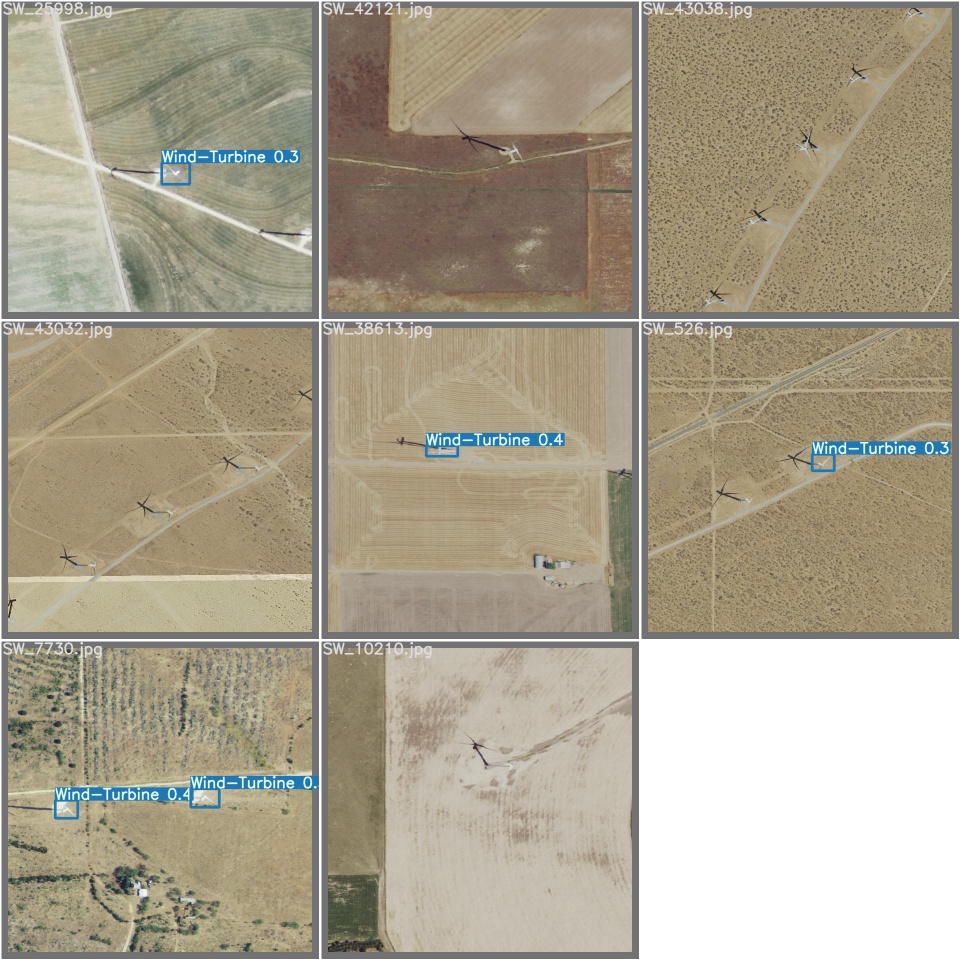 SW_25998.jpg
SW_42121.jpg
SW_43038.jpg
Wind-Turbine 0.3
SW_43032.jpg
SW_38613.jpg
SW_526.jpg
Wind-Turbine 0.4
Wind-Turbine 0.3
SW_7730.jpg
SW_10210.jpg
Wind-Turbine 0.4
Wind-Turbine 0.